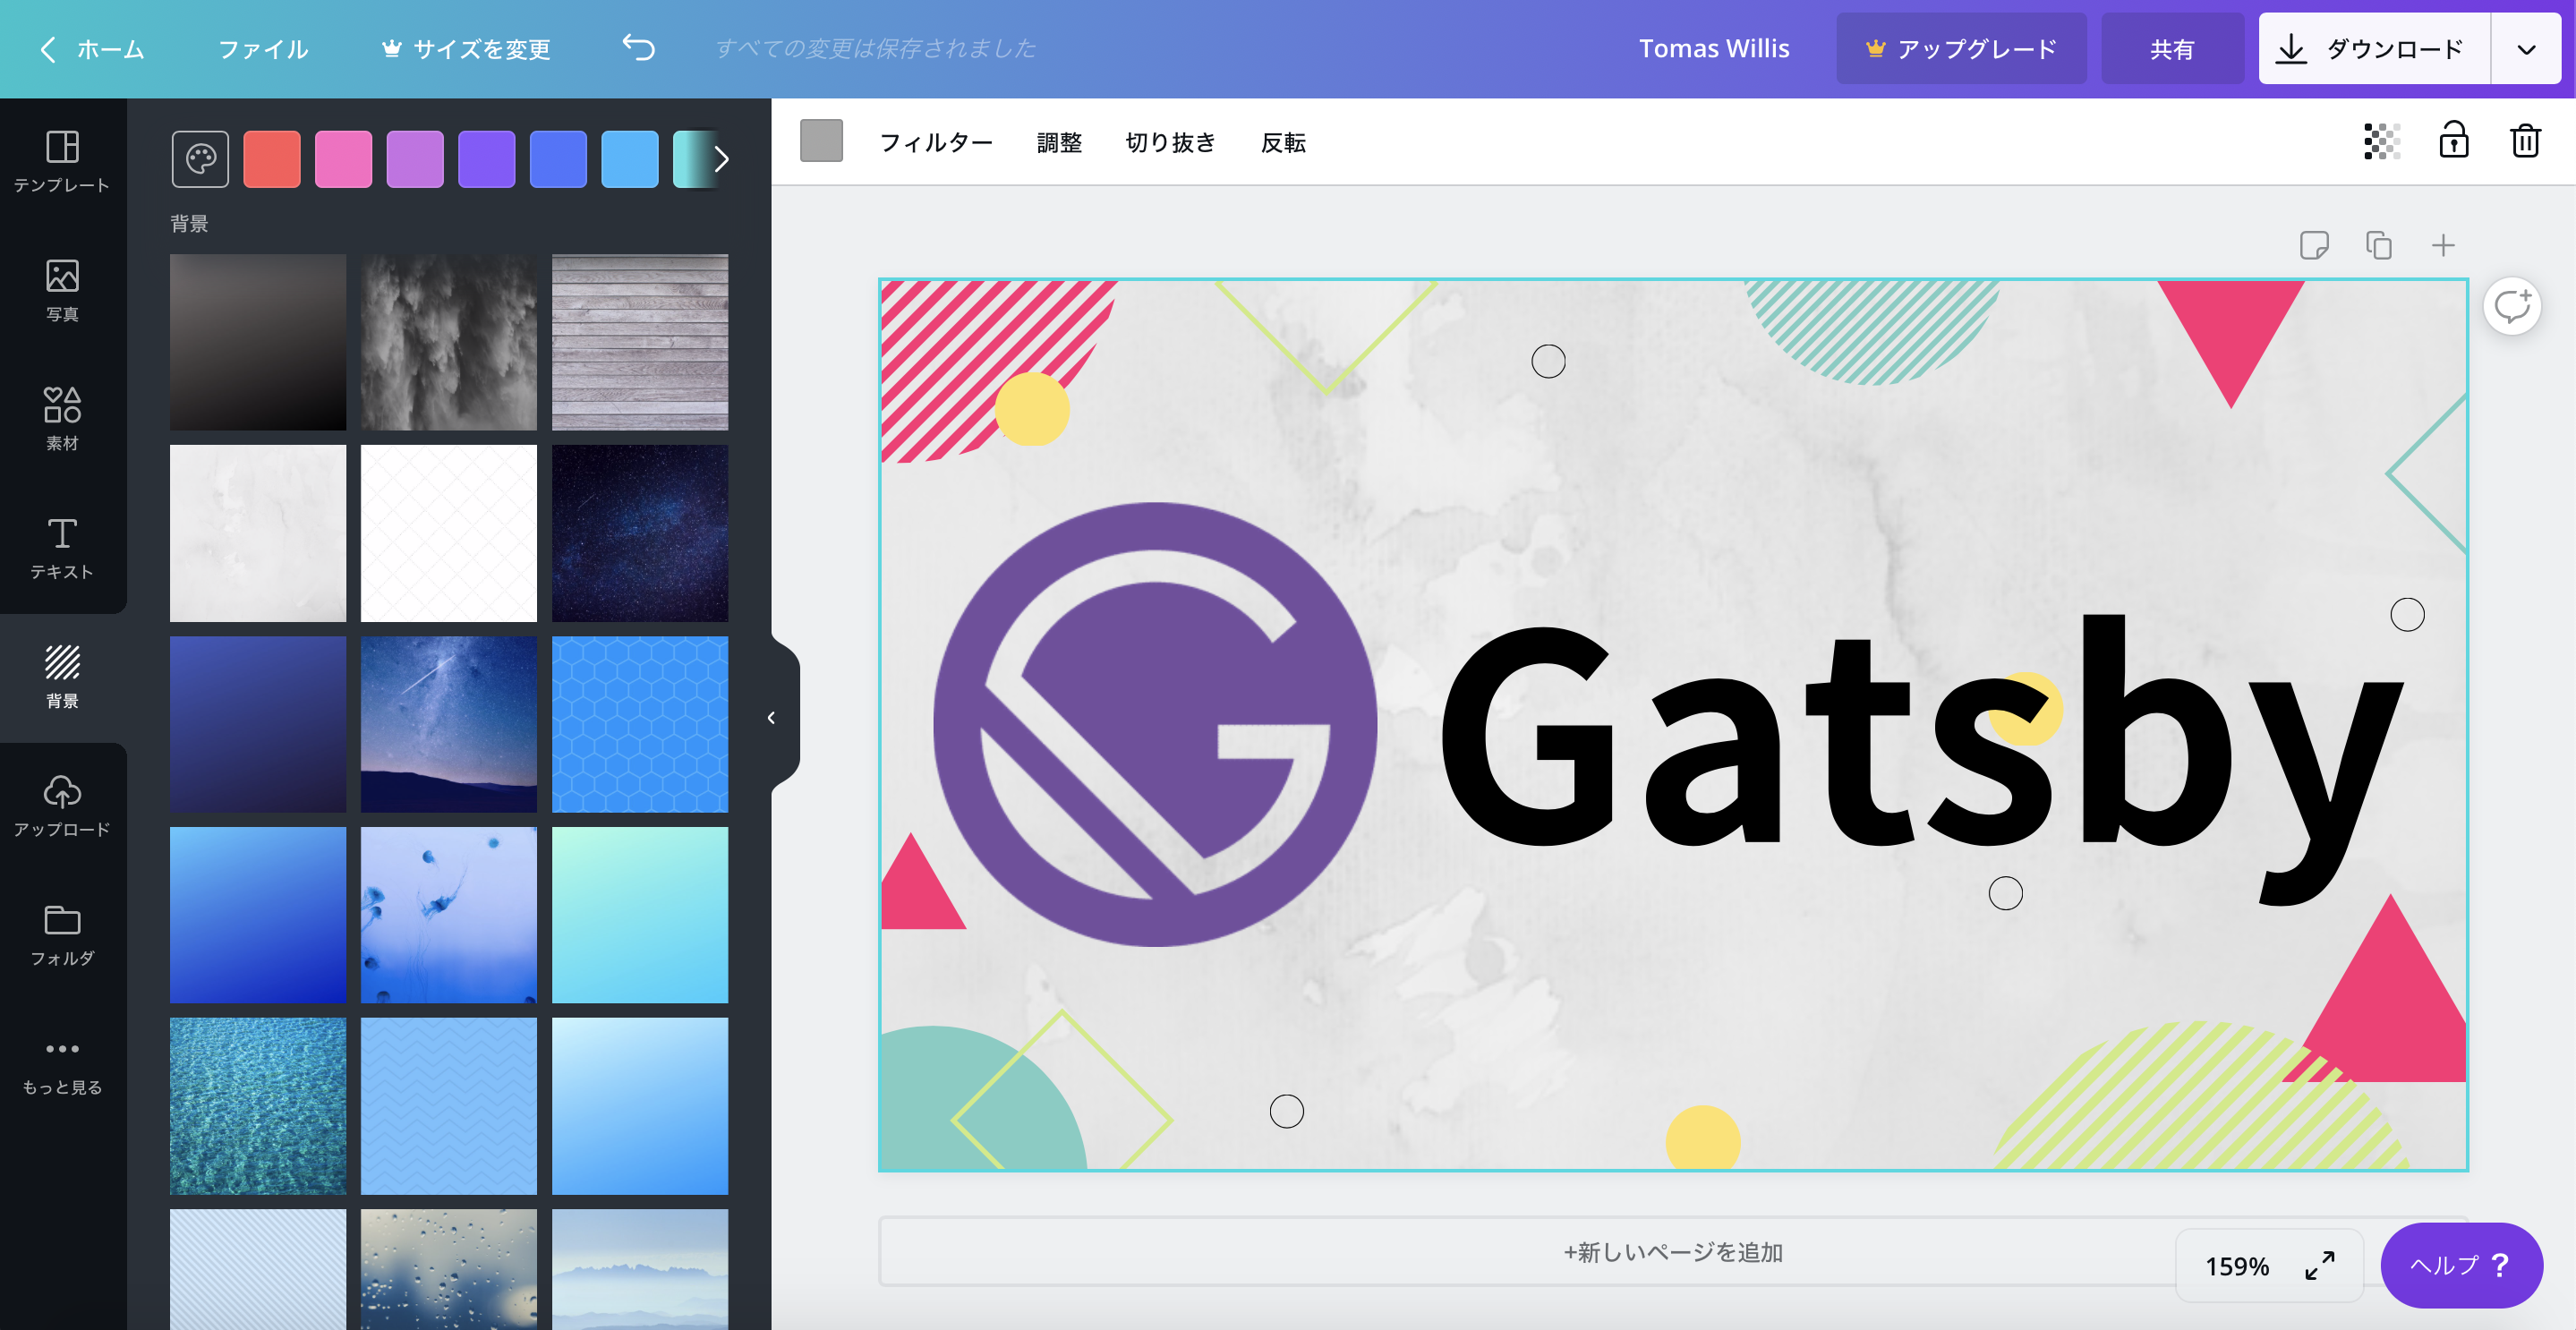 ホーム
ファイル
サイズを変更
すべての変更は保存されました
Tomas Willis
アップグレード
共有
ダウンロード
テンプレート
写真
素材
テキスト
背景
アップロード
フォルダ
もっと見る
背景
フィルター
調整
切り抜き
反転
Gatsby
+新しいページを追加
159%
ヘルプ ?